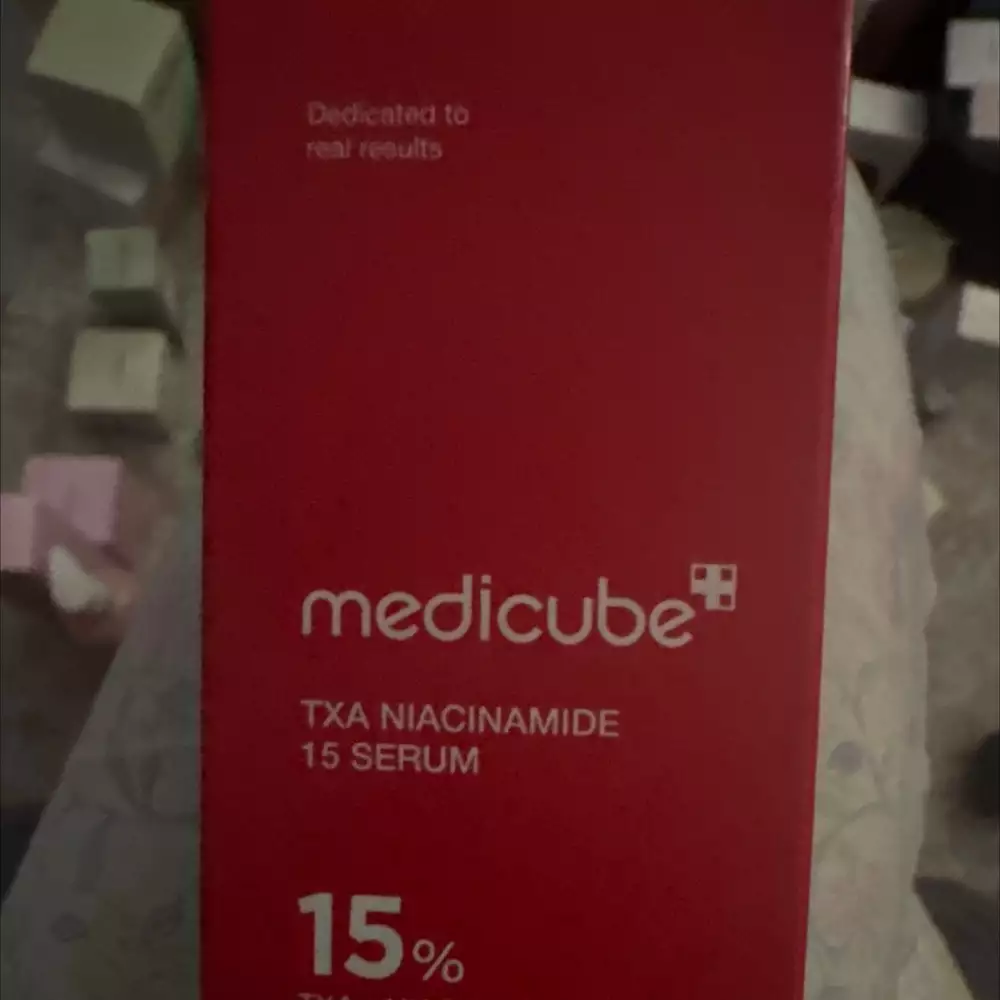 Dedicated to
real results
medicube
TXA NIACINAMIDE
15 SERUM
15%